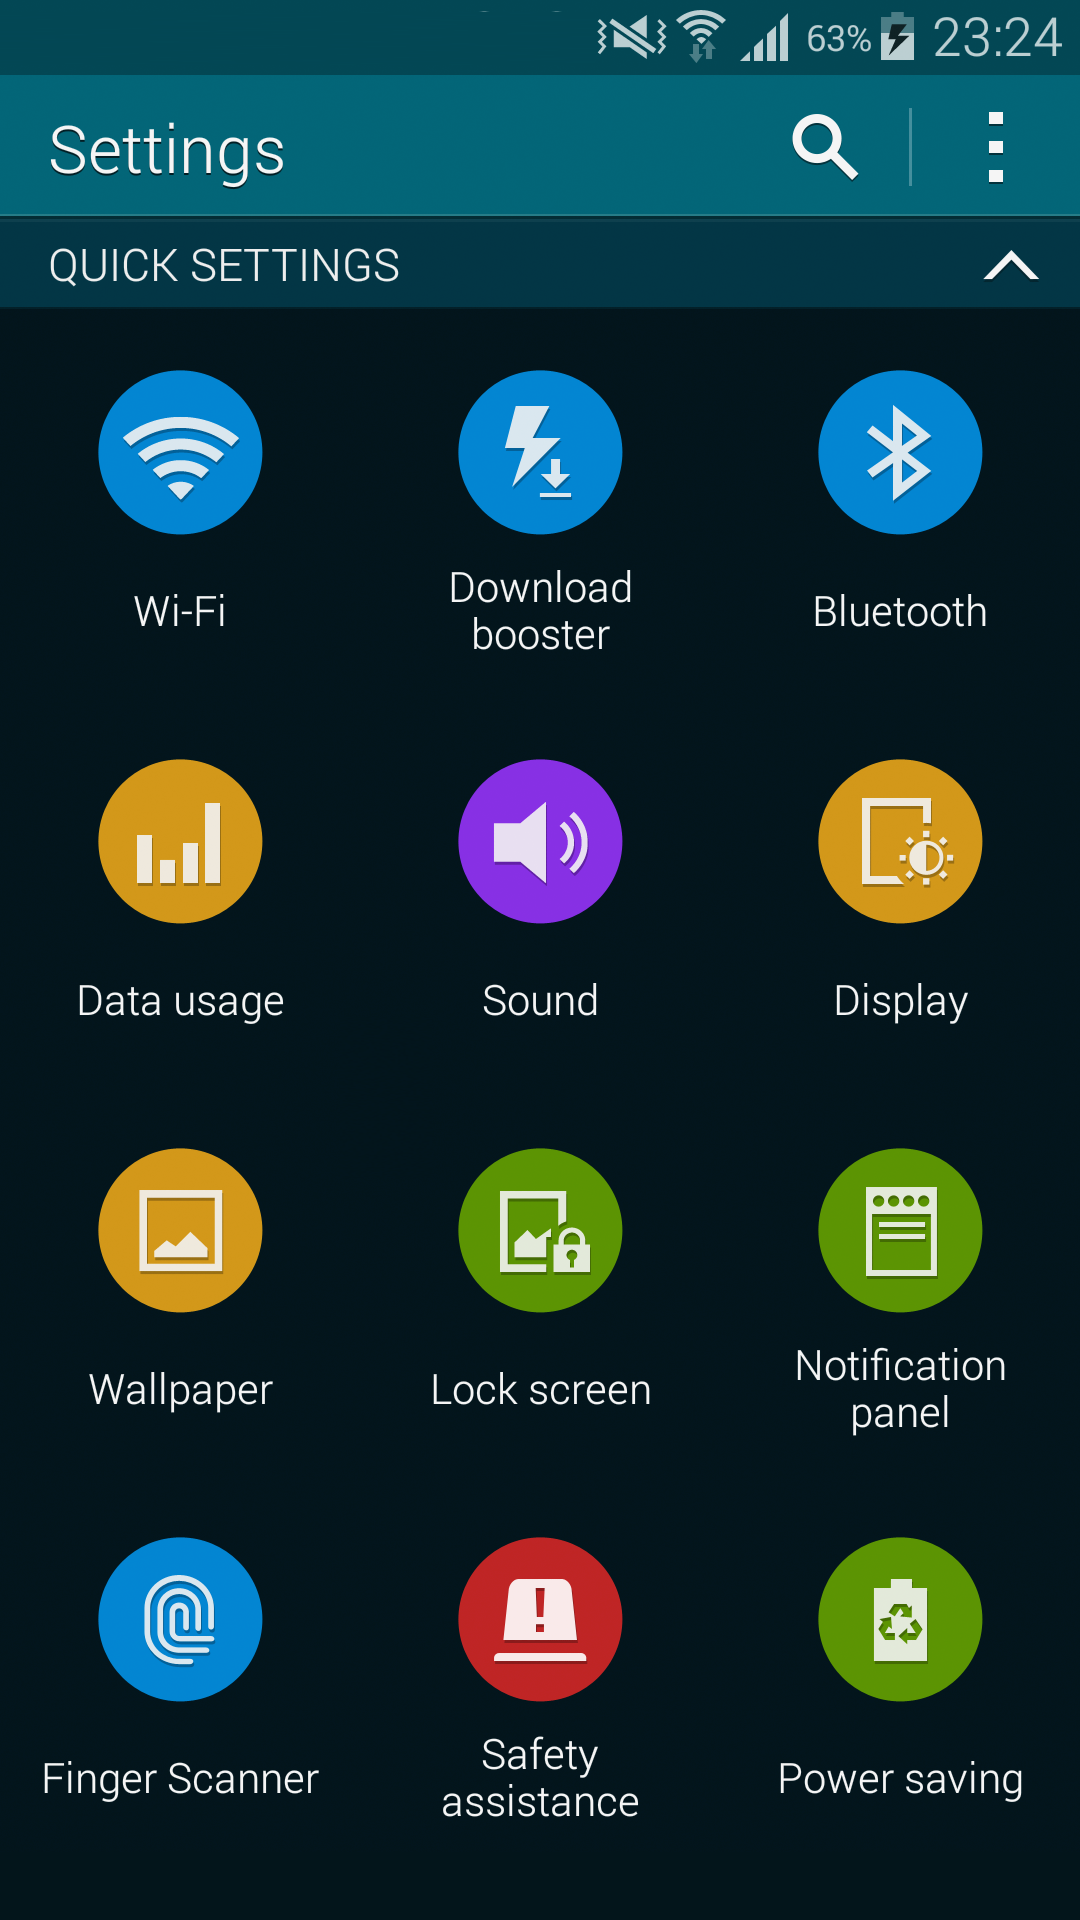 63% 23:24
Settings
QUICK SETTINGS
Wi-Fi
Download
booster
Bluetooth
Data usage
Sound
Display
Wallpaper
Lock screen
Notification
panel
Finger Scanner
Safety
assistance
Power saving